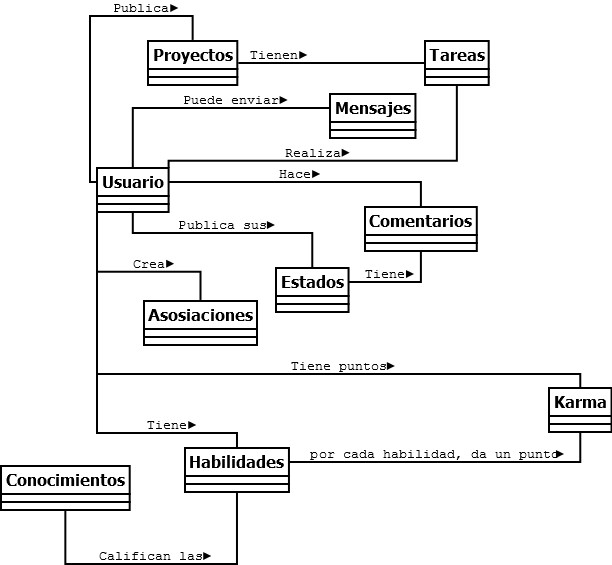 Publica
Proyectos
Tienen
Tareas
Puede enviar
Mensajes
Realiza
Usuario
Hace
Comentarios
Publica sus
Estados
Tiene
Crea
Asosiaciones
Tiene puntos
Karma
Tiene
Habilidades
por cada habilidad, da un punto
Conocimientos
Califican las